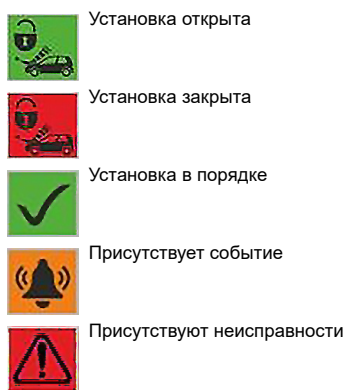 Установка открыта
Установка закрыта
Установка в порядке
Присутствует событие
Присутствуют неисправности